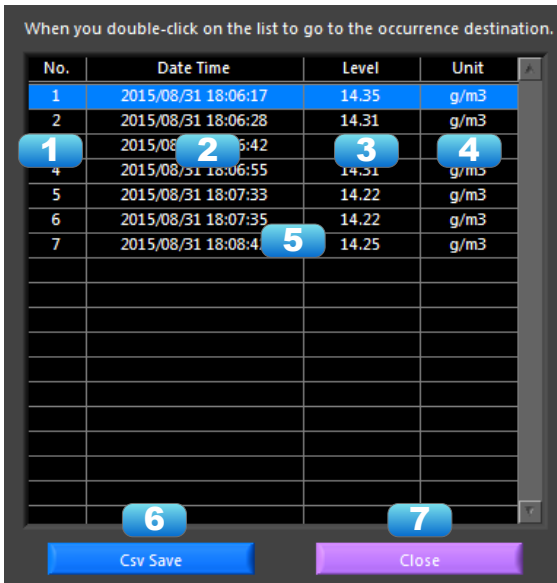 When you double-click on the list to go to the occurrence destination.
No. Date Time Level Unit
1 2015/08/31 18:06:17 14.35 g/m3
2 2015/08/31 18:06:28 14.31 g/m3
1 2 3 4
4 2015/08/31 18:06:55 14.31 g/m3
5 2015/08/31 18:07:33 14.22 g/m3
6 2015/08/31 18:07:35 14.22 g/m3
5
7 14.25 g/m3
6 7
Csv Save Close